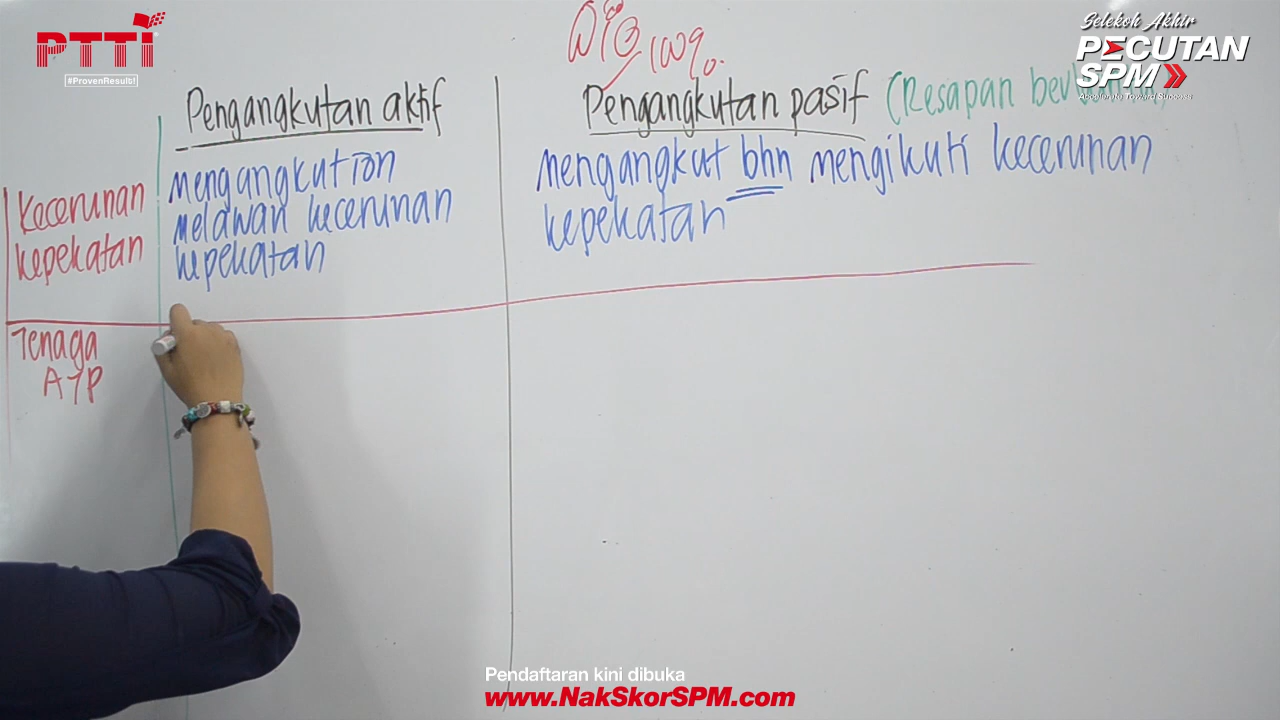 PTTi
#ProvenResult!
Selekoh Akhir
PECUTAN
SPM
100%
Pengangkutan aktif
Pengangkutan pasif (Resapan
Kecerunan
kepekatan
Mengangkut ion
melawan kecerunan
kepekatan
mengangkut bhn mengikuti kecerunan
kepekatan
Tenaga
ATP
Pendaftaran kini dibuka
www.NakSkorSPM.com